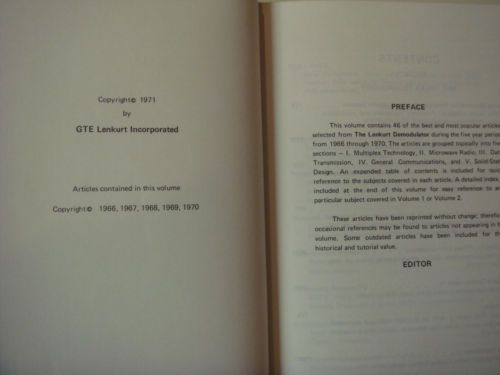 Copyright© 1971
by
GTE Lenkurt Incorporated
Articles contained in this volume
Copyright© 1966, 1967, 1968, 1969, 1970
CONTENTS
PREFACE
This volume contains 46 of the best and most popular articles
selected from The Lenkurt Demodulator during the five year period
from 1966 through 1970. The articles are grouped topically into five
sections – I. Multiplex Technology, II. Microwave Radio, III. Data
Transmission, IV. General Communications, and V. Solid-State
Design. An expanded table of contents is included for quick
reference to the subjects covered in each article. A detailed index
included at the end of this volume for easy reference to any
particular subject covered in Volume 1 or Volume 2.
These articles have been reprinted without change, therefore
occasional references may be found to articles not appearing in
volume. Some outdated articles have been included for
historical and tutorial value.
EDITOR